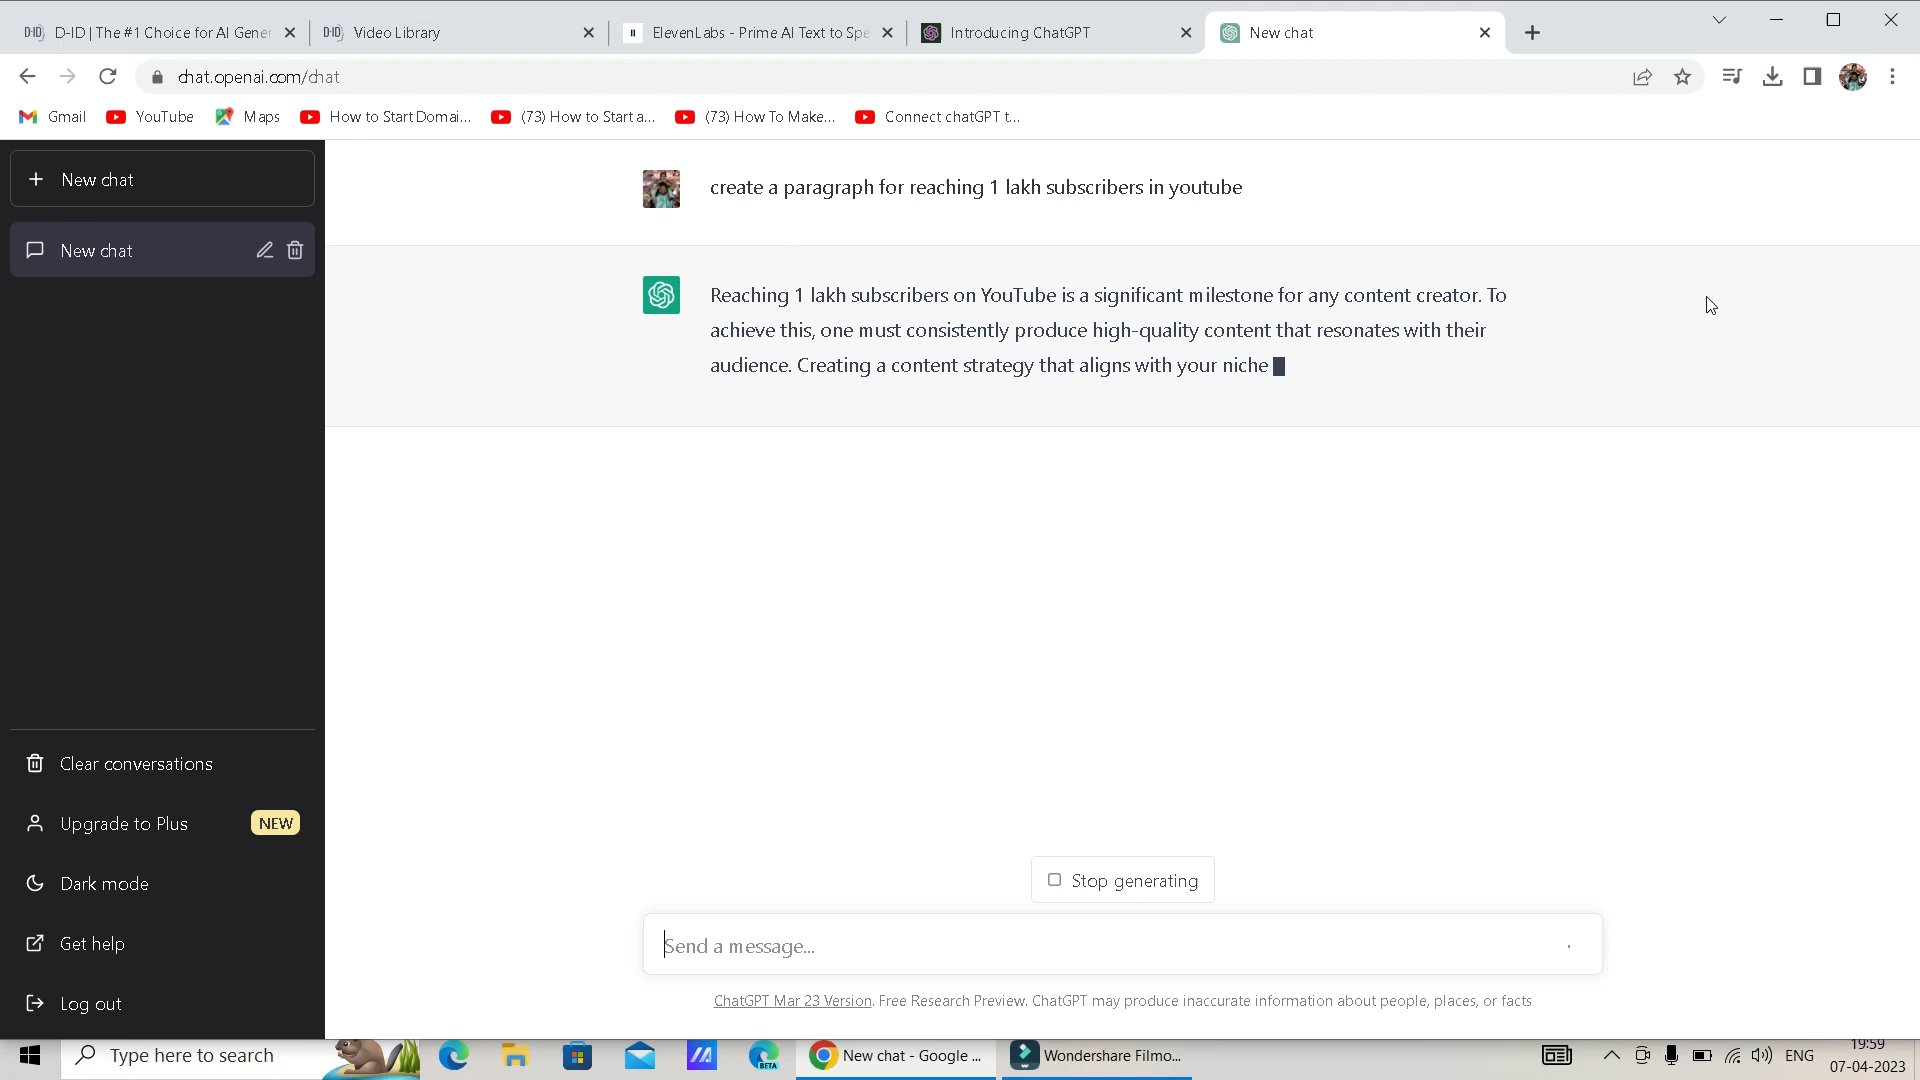 D-ID D-ID | The #1 Choice for AI Gener
D-ID Video Library
ElevenLabs - Prime AI Text to Spe
Introducing ChatGPT
New chat
chat.openai.com/chat
Gmail
YouTube
Maps
How to Start Domai...
(73) How to Start a...
(73) How To Make...
Connect chatGPT t...
New chat
New chat
create a paragraph for reaching 1 lakh subscribers in youtube
Reaching 1 lakh subscribers on YouTube is a significant milestone for any content creator. To
achieve this, one must consistently produce high-quality content that resonates with their
audience. Creating a content strategy that aligns with your niche
Clear conversations
Upgrade to Plus NEW
Dark mode
Get help
Log out
Stop generating
Send a message...
ChatGPT Mar 23 Version. Free Research Preview. ChatGPT may produce inaccurate information about people, places, or facts
Type here to search
BETA
New chat - Google ...
Wondershare Filmo...
ENG
19:59
07-04-2023